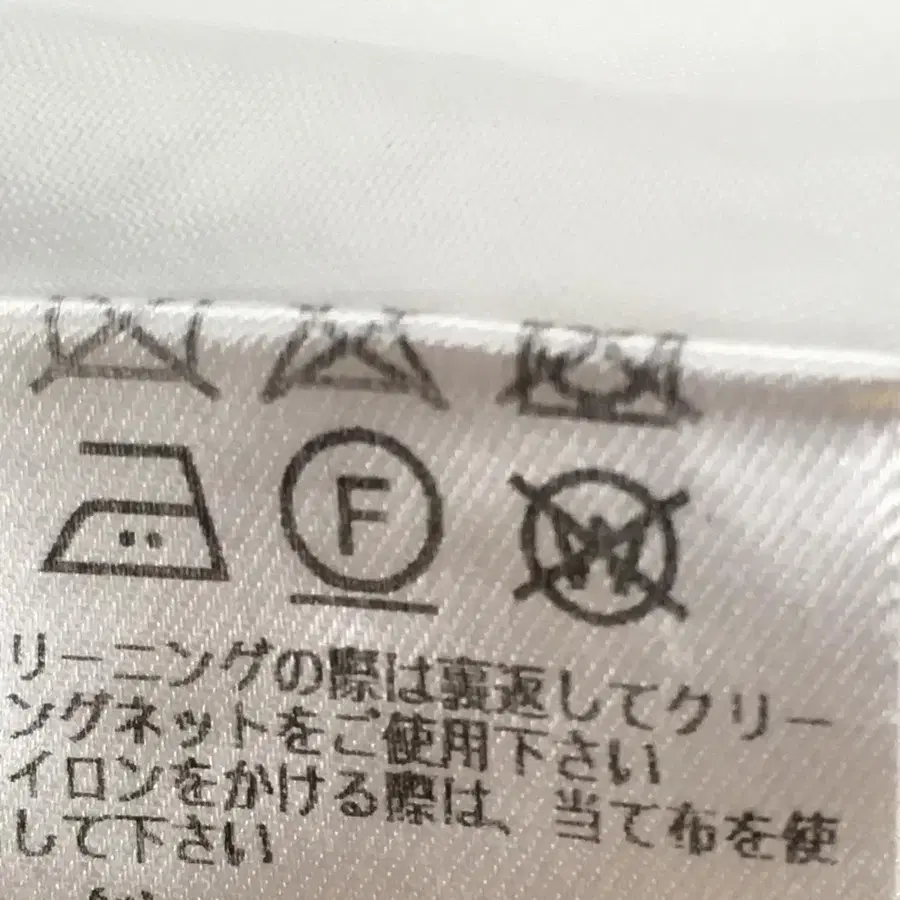 F
W
リーニングの際は裏返してクリー
ングネットをご使用下さい
イロンをかける際は、当て布を使
して下さい